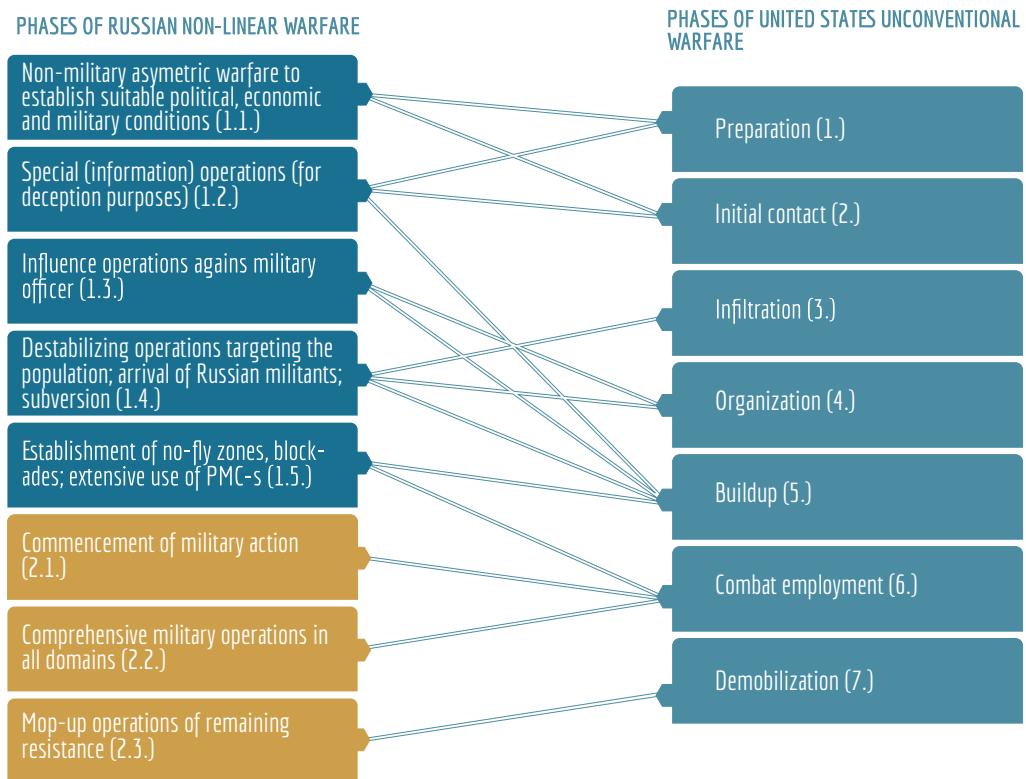 PHASES OF RUSSIAN NON-LINEAR WARFARE
Non-military asymetric warfare to
establish suitable political, economic
and military conditions (1.1.)
Special (information) operations (for
deception purposes) (1.2.)
Influence operations agains military
officer (1.3.)
Destabilizing operations targeting the
population; arrival of Russian militants;
subversion (1.4.)
Establishment of no-fly zones, block-
ades; extensive use of PMC-s (1.5.)
Commencement of military action
(2.1.)
Comprehensive military operations in
all domains (2.2.)
Mop-up operations of remaining
resistance (2.3.)
PHASES OF UNITED STATES UNCONVENTIONAL
WARFARE
Preparation (1.)
Initial contact (2.)
Infiltration (3.)
Organization (4.)
Buildup (5.)
Combat employment (6.)
Demobilization (7.)